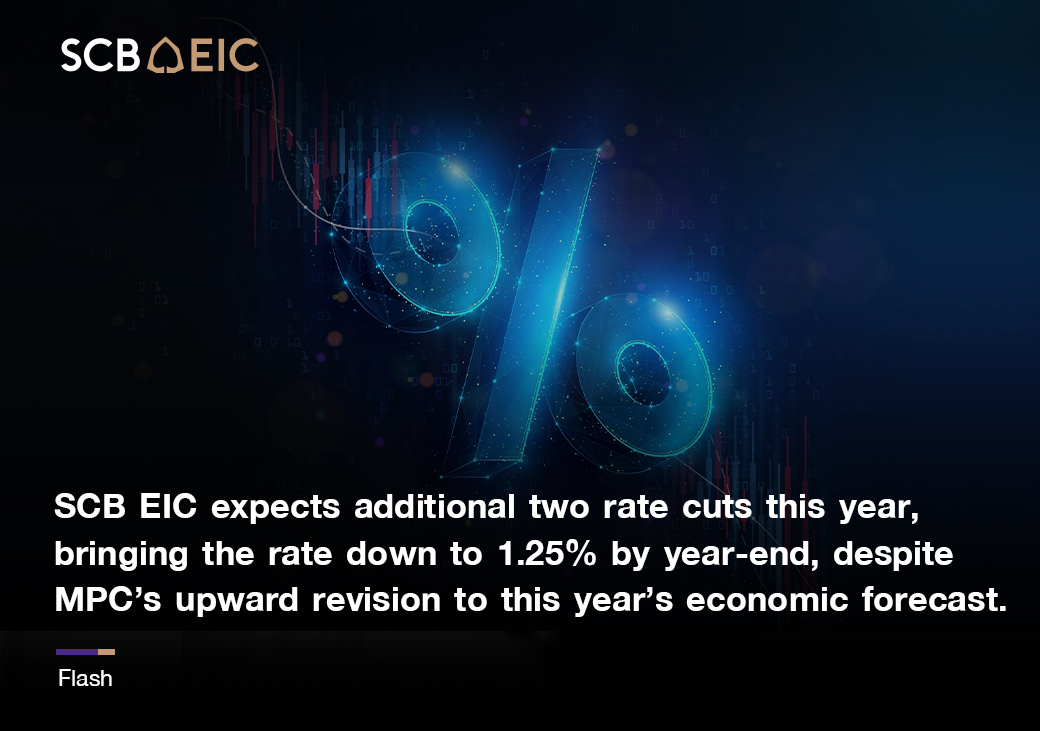 SCB EIC
SCB EIC expects additional two rate cuts this year,
bringing the rate down to 1.25% by year-end, despite
MPC's upward revision to this year's economic forecast.
Flash